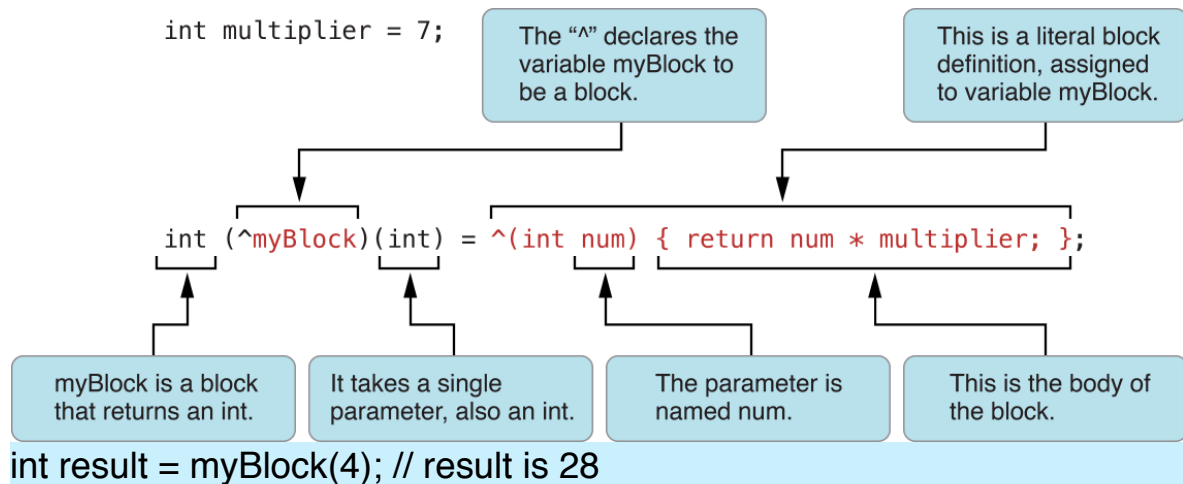 int multiplier = 7;
The “^” declares the
variable myBlock to
be a block.
This is a literal block
definition, assigned
to variable myBlock.
int (^myBlock)(int) = ^(int num) { return num * multiplier; };
myBlock is a block
that returns an int.
It takes a single
parameter, also an int.
The parameter is
named num.
This is the body of
the block.
int result = myBlock(4); // result is 28